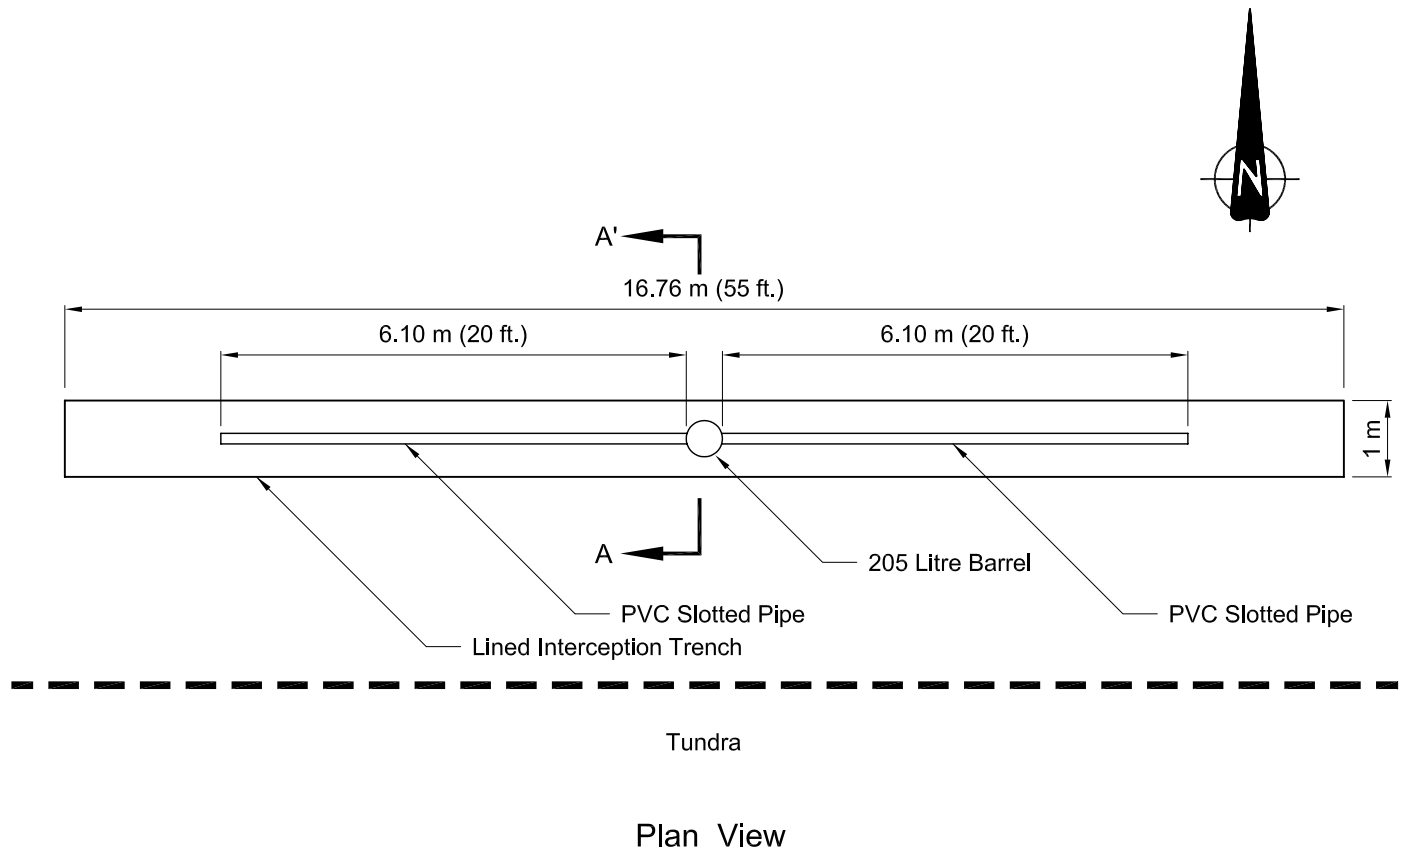 N
A'
16.76 m (55 ft.)
6.10 m (20 ft.)
6.10 m (20 ft.)
1 m
A
205 Litre Barrel
PVC Slotted Pipe
PVC Slotted Pipe
Lined Interception Trench
Tundra
Plan View